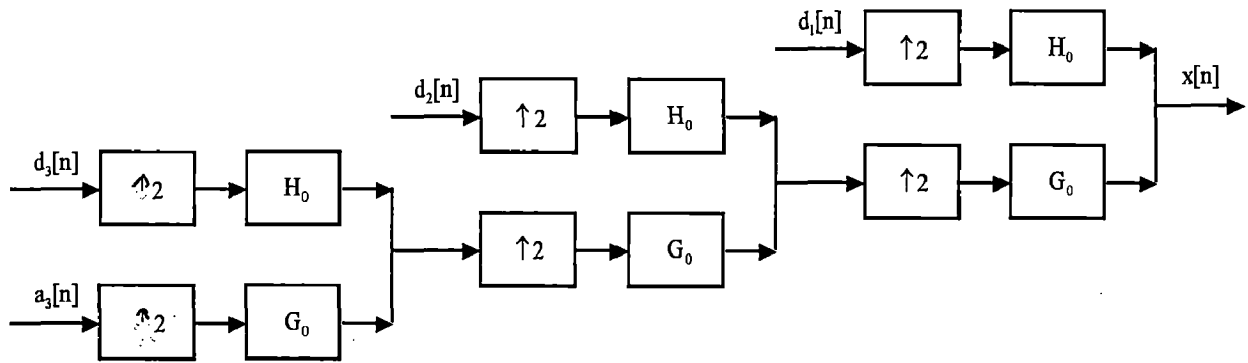 d₁[n] ↑2 H₀
x[n]
d₂[n] ↑2 H₀
↑2 G₀
d₃[n] ↑2 H₀
↑2 G₀
a₃[n] ↑2 G₀